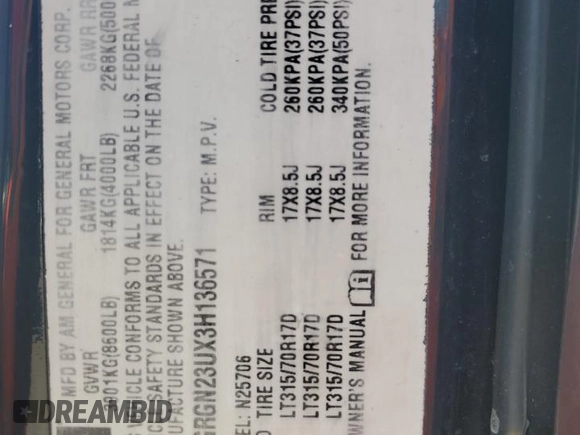 MFD BY AM GENERAL FOR GENERAL MOTORS CORP.
GVWR GAWR FRT GAWR RR
3901KG(8600LB) 1814KG(4000LB) 2268KG(500
CLE CONFORMS TO ALL APPLICABLE U.S. FEDERAL M
SAFETY STANDARDS IN EFFECT ON THE DATE OF
UFACTURE SHOWN ABOVE.
GRGN23UX3H136571 TYPE: M.P.V.
EL: N25706
TIRE SIZE RIM COLD TIRE PRE
LT315/70R17D 17X8.5J 260KPA(37PSI)
LT315/70R17D 17X8.5J 260KPA(37PSI)
LT315/70R17D 17X8.5J 340KPA(50PSI)
WNER'S MANUAL FOR MORE INFORMATION.
DREAMBID